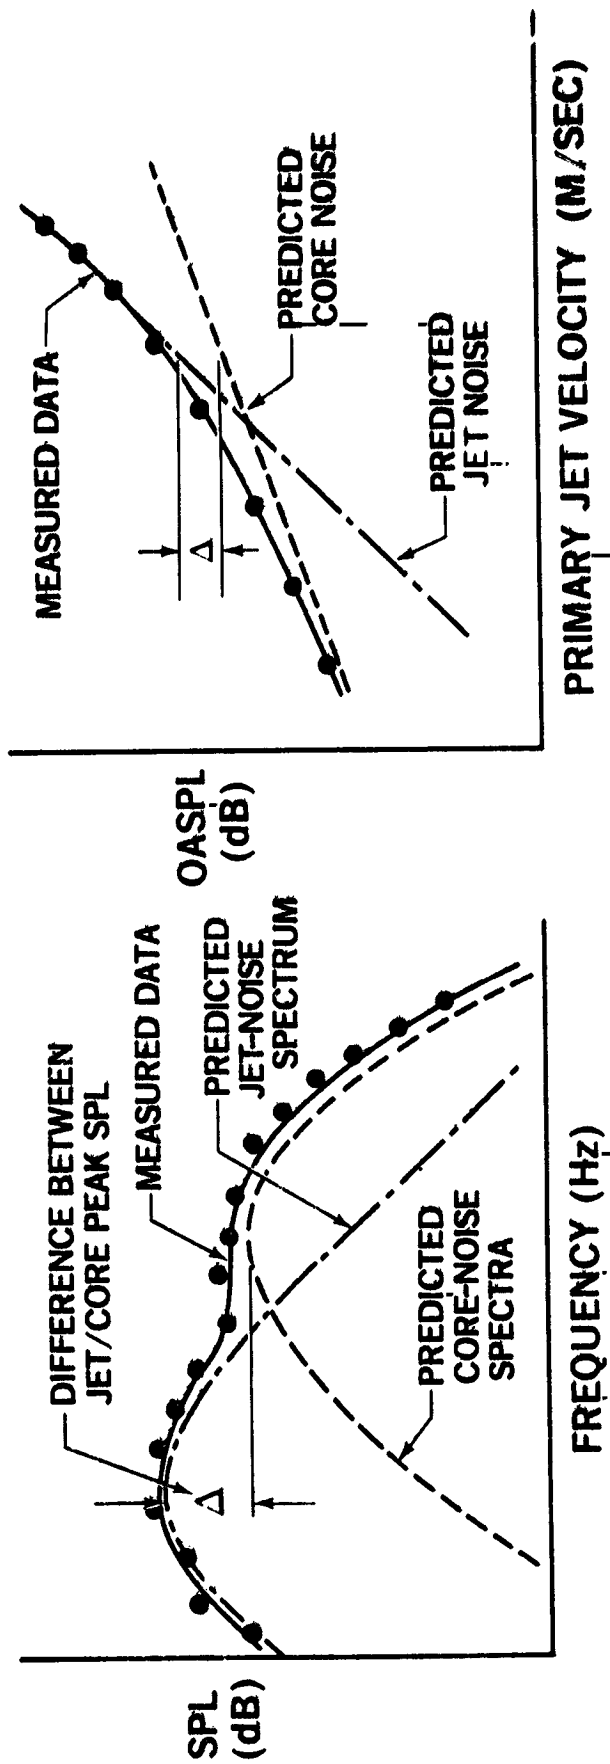 SPL
(dB)
DIFFERENCE BETWEEN
JET/CORE PEAK SPL
MEASURED DATA
PREDICTED
JET-NOISE
SPECTRUM
Δ
PREDICTED
CORE-NOISE
SPECTRA
FREQUENCY (Hz)
OASPL
(dB)
MEASURED DATA
Δ
PREDICTED
CORE NOISE
PREDICTED
JET NOISE
PRIMARY JET VELOCITY (M/SEC)